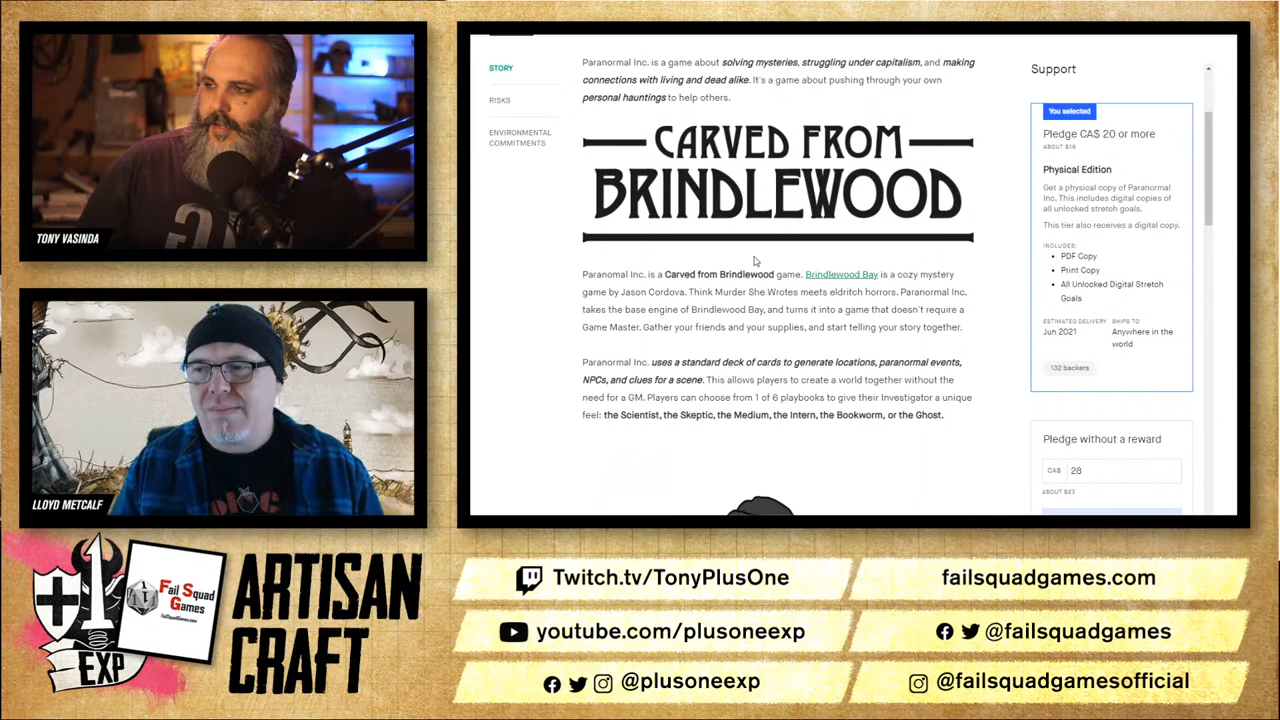 TONY VASINDA
LLOYD METCALF
STORY
RISKS
ENVIRONMENTAL
COMMITMENTS
Paranormal Inc. is a game about solving mysteries, struggling under capitalism, and making
connections with living and dead alike. It's a game about pushing through your own
personal hauntings to help others.
CARVED FROM
BRINDLEWOOD
Paranomal Inc. is a Carved from Brindlewood game. Brindlewood Bay is a cozy mystery
game by Jason Cordova. Think Murder She Wrotes meets eldritch horrors. Paranormal Inc.
takes the base engine of Brindlewood Bay, and turns it into a game that doesn't require a
Game Master. Gather your friends and your supplies, and start telling your story together.
Paranormal Inc. uses a standard deck of cards to generate locations, paranormal events,
NPCs, and clues for a scene. This allows players to create a world together without the
need for a GM. Players can choose from 1 of 6 playbooks to give their Investigator a unique
feel: the Scientist, the Skeptic, the Medium, the Intern, the Bookworm, or the Ghost.
Support
You selected
Pledge CA$ 20 or more
ABOUT $16
Physical Edition
Get a physical copy of Paranormal
Inc. This includes digital copies of
all unlocked stretch goals.
This tier also receives a digital copy.
INCLUDES:
• PDF Copy
• Print Copy
• All Unlocked Digital Stretch
Goals
ESTIMATED DELIVERY
Jun 2021
SHIPS TO
Anywhere in the
world
132 backers
Pledge without a reward
CA$ 28
ABOUT $23
+1
EXP
Fail Squad
Games
FailSquadGames.com
ARTISAN
CRAFT
Twitch.tv/TonyPlusOne
youtube.com/plusoneexp
@plusoneexp
failsquadgames.com
@failsquadgames
@failsquadgamesofficial